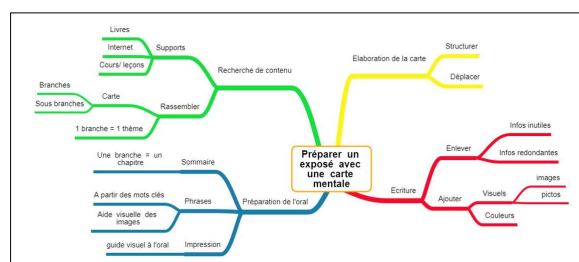 Préparer un
exposé avec
une carte
mentale
Recherche de contenu
Supports
Livres
Internet
Cours/ leçons
Rassembler
Carte
Branches
Sous branches
1 branche = 1 thème
Elaboration de la carte
Structurer
Déplacer
Ecriture
Enlever
Infos inutiles
Infos redondantes
Ajouter
Visuels
images
pictos
Couleurs
Préparation de l'oral
Sommaire
Une branche = un
chapitre
Phrases
A partir des mots clés
Aide visuelle des
images
Impression
guide visuel à l'oral